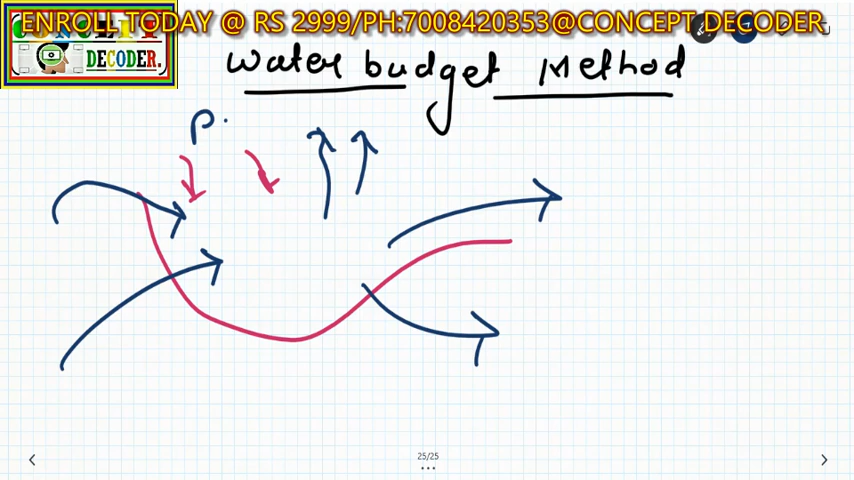 ENROLL TODAY @ RS 2999/PH:7008420353@CONCEPT DECODER
DECODER.
Water budget Method
P.
25/25